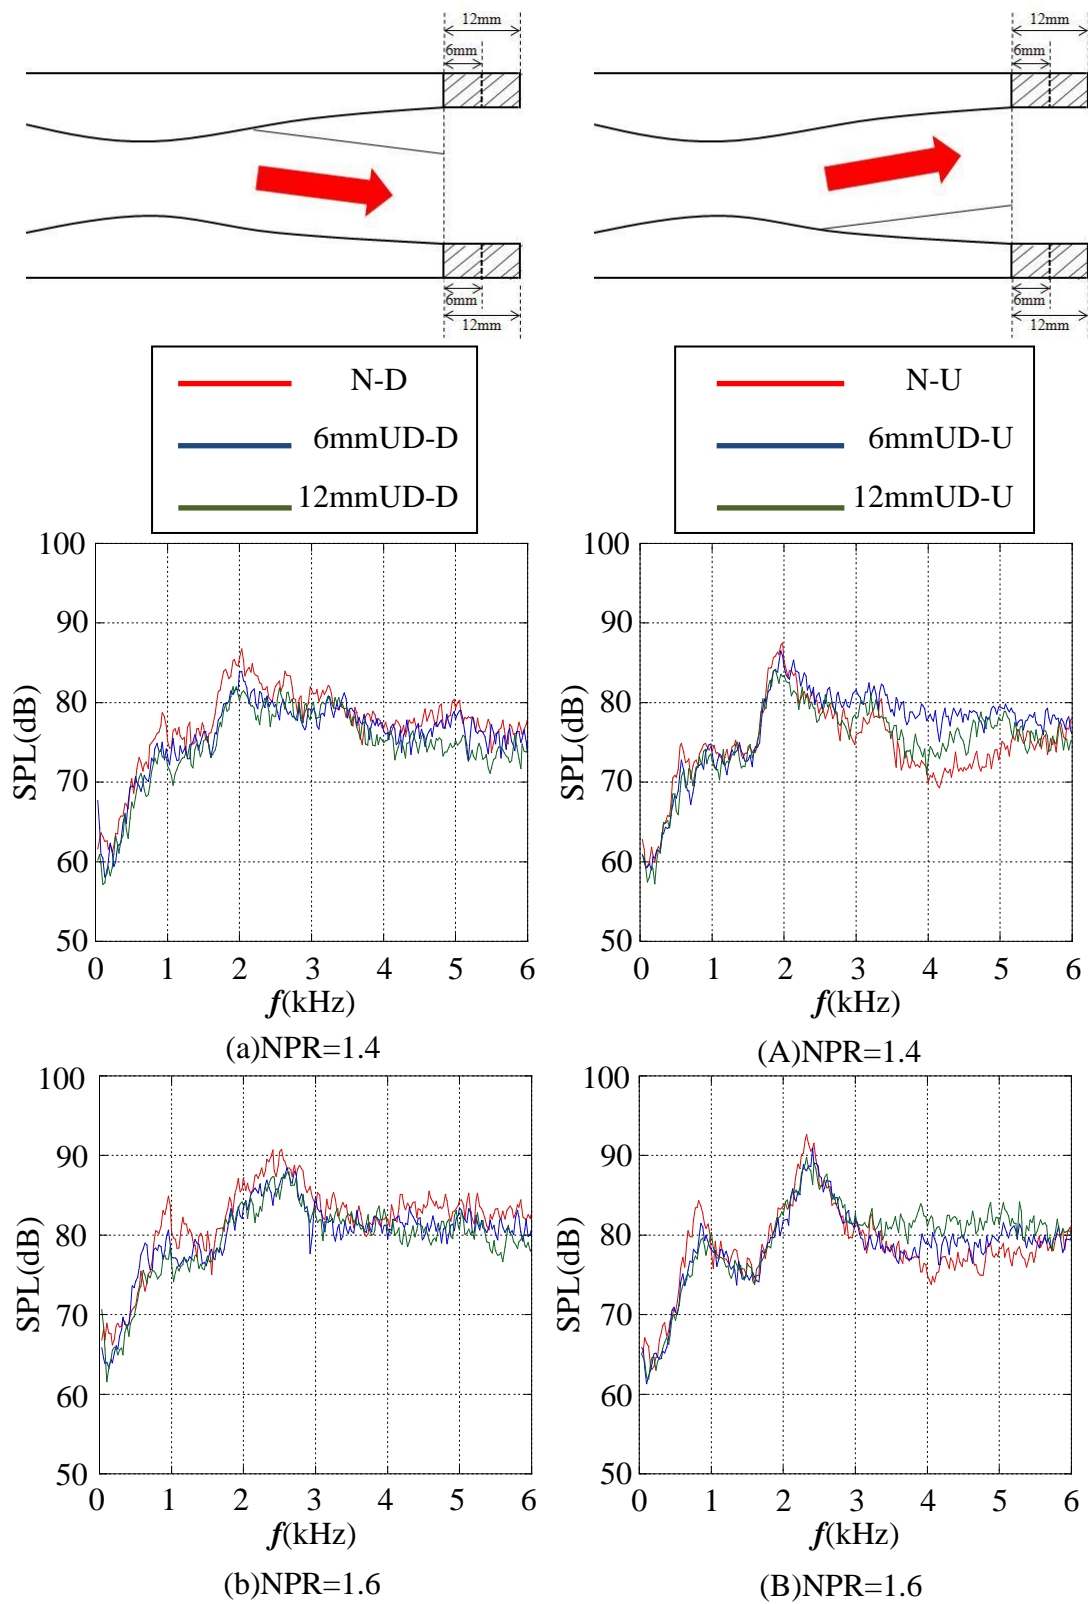 12mm
6mm
6mm
12mm
12mm
6mm
6mm
12mm
N-D
6mmUD-D
12mmUD-D
N-U
6mmUD-U
12mmUD-U
100
90
80
70
60
50
SPL(dB)
0 1 2 3 4 5 6
f(kHz)
(a)NPR=1.4
100
90
80
70
60
50
SPL(dB)
0 1 2 3 4 5 6
f(kHz)
(A)NPR=1.4
100
90
80
70
60
50
SPL(dB)
0 1 2 3 4 5 6
f(kHz)
(b)NPR=1.6
100
90
80
70
60
50
SPL(dB)
0 1 2 3 4 5 6
f(kHz)
(B)NPR=1.6